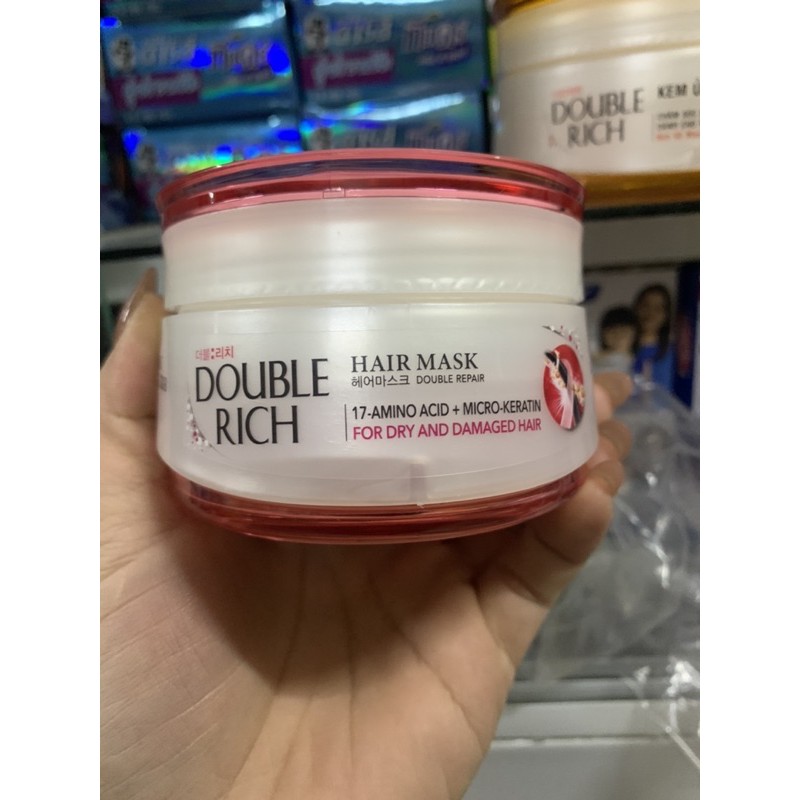 더블:리치
DOUBLE
RICH
HAIR MASK
헤어마스크 DOUBLE REPAIR
17-AMINO ACID + MICRO-KERATIN
FOR DRY AND DAMAGED HAIR
DOUBLE
RICH
KEM Ủ